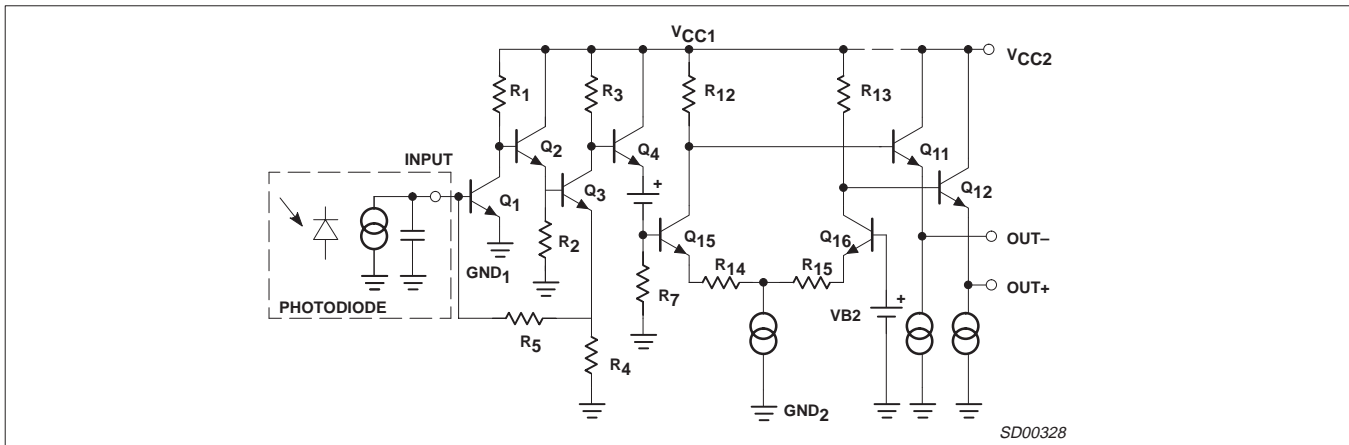 VCC1
VCC2
R1
R3
R12
R13
Q2
Q4
Q11
INPUT
Q12
Q1
Q3
Q15
Q16
OUT–
R2
GND1
R14
R15
OUT+
PHOTODIODE
R7
VB2
R5
R4
GND2
SD00328